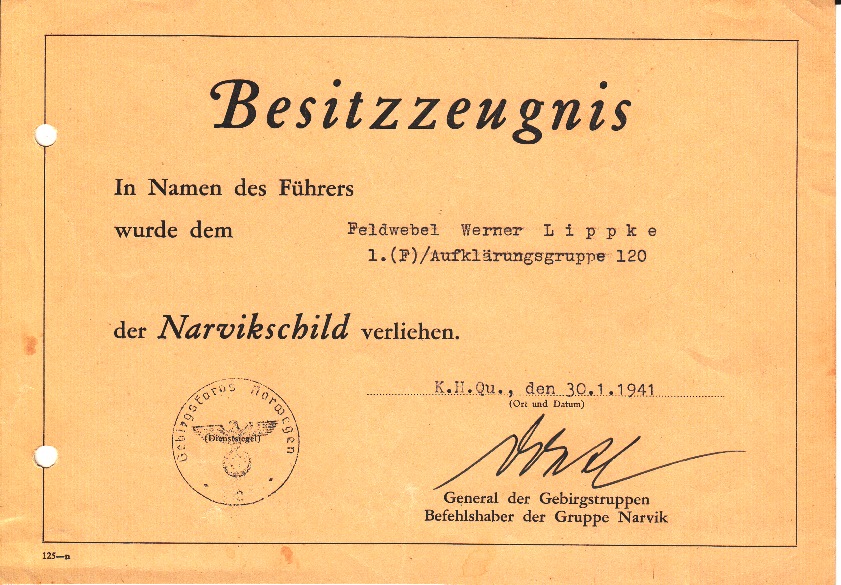 Besitzzeugnis
In Namen des Führers
wurde dem Feldwebel Werner L i p p k e
1.(F)/Aufklärungsgruppe 120
der Narvikschild verliehen.
K.H.Qu., den 30.1.1941
(Ort und Datum)
Gebirgskorps Norwegen
(Dienstsiegel)
General der Gebirgstruppen
Befehlshaber der Gruppe Narvik
125—n